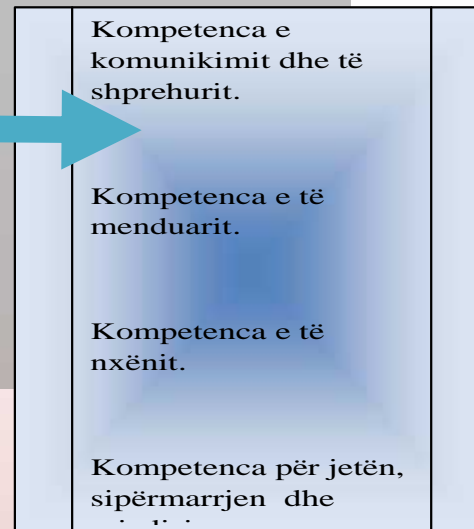 Kompetenca e
komunikimit dhe të
shprehurit.
Kompetenca e të
menduarit.
Kompetenca e të
nxënit.
Kompetenca për jetën,
sipërmarrjen dhe